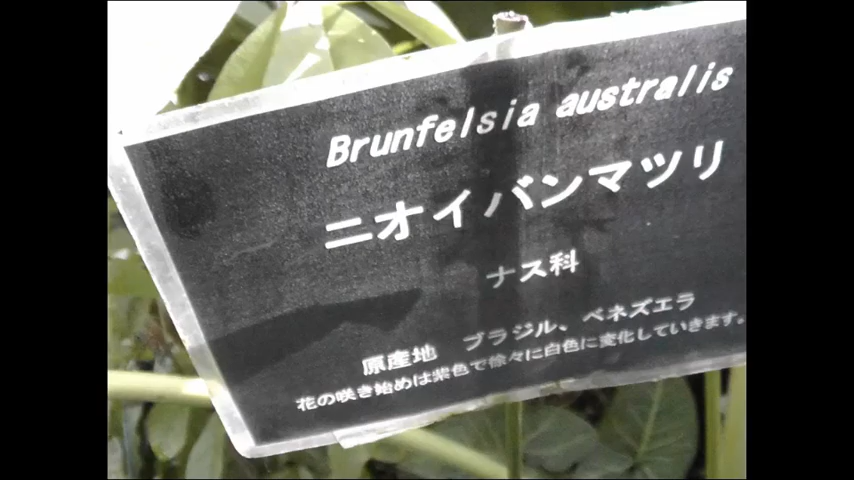 Brunfelsia australis
ニオイバンマツリ
ナス科
原産地 ブラジル、ベネズエラ
花の咲き始めは紫色で徐々に白色に変化していきます。